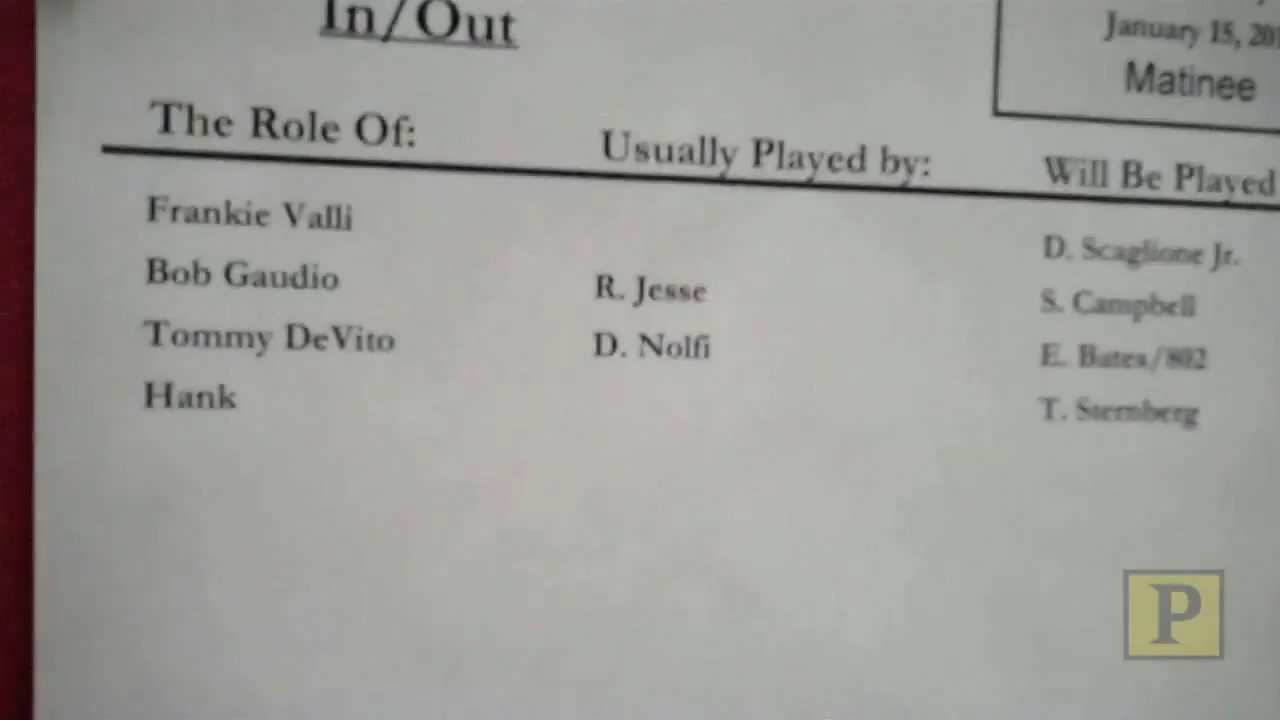 In/Out
January 15, 201
Matinee
The Role Of: Usually Played by: Will Be Played
Frankie Valli D. Scaglione Jr.
Bob Gaudio R. Jesse S. Campbell
Tommy DeVito D. Nolfi E. Bates/802
Hank T. Sternberg
P